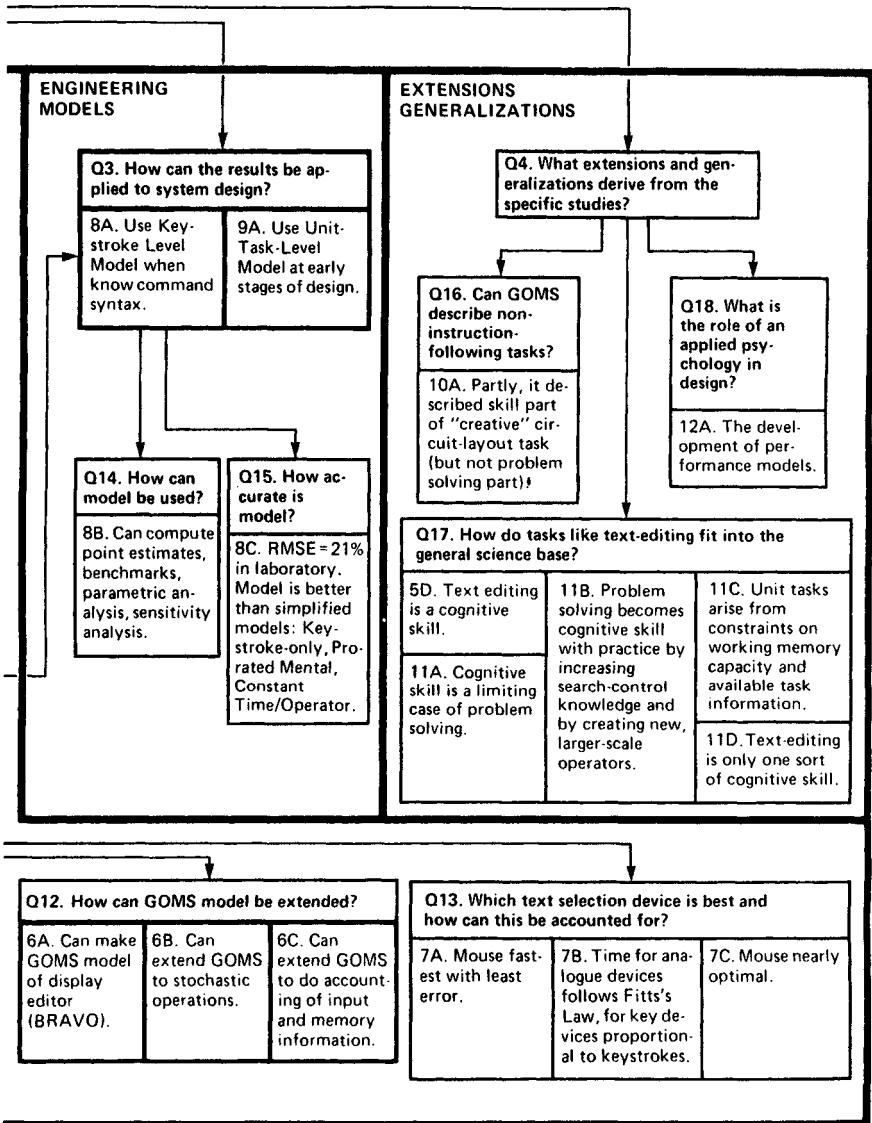 ENGINEERING
MODELS
Q3. How can the results be ap-
plied to system design?
8A. Use Key-
stroke Level
Model when
know command
syntax.
9A. Use Unit-
Task-Level
Model at early
stages of design.
Q14. How can
model be used?
8B. Can compute
point estimates,
benchmarks,
parametric an-
alysis, sensitivity
analysis.
Q15. How ac-
curate is
model?
8C. RMSE = 21%
in laboratory.
Model is better
than simplified
models: Key-
stroke-only, Pro-
rated Mental,
Constant
Time/Operator.
EXTENSIONS
GENERALIZATIONS
Q4. What extensions and gen-
eralizations derive from the
specific studies?
Q16. Can GOMS
describe non-
instruction-
following tasks?
10A. Partly, it de-
scribed skill part
of "creative" cir-
cuit-layout task
(but not problem
solving part).
Q18. What is
the role of an
applied psy-
chology in
design?
12A. The devel-
opment of per-
formance models.
Q17. How do tasks like text-editing fit into the
general science base?
5D. Text editing
is a cognitive
skill.
11A. Cognitive
skill is a limiting
case of problem
solving.
11B. Problem
solving becomes
cognitive skill
with practice by
increasing
search-control
knowledge and
by creating new,
larger-scale
operators.
11C. Unit tasks
arise from
constraints on
working memory
capacity and
available task
information.
11D. Text-editing
is only one sort
of cognitive skill.
Q12. How can GOMS model be extended?
6A. Can make
GOMS model
of display
editor
(BRAVO).
6B. Can
extend GOMS
to stochastic
operations.
6C. Can
extend GOMS
to do account-
ing of input
and memory
information.
Q13. Which text selection device is best and
how can this be accounted for?
7A. Mouse fast-
est with least
error.
7B. Time for ana-
logue devices
follows Fitts's
Law, for key de-
vices proportion-
al to keystrokes.
7C. Mouse nearly
optimal.